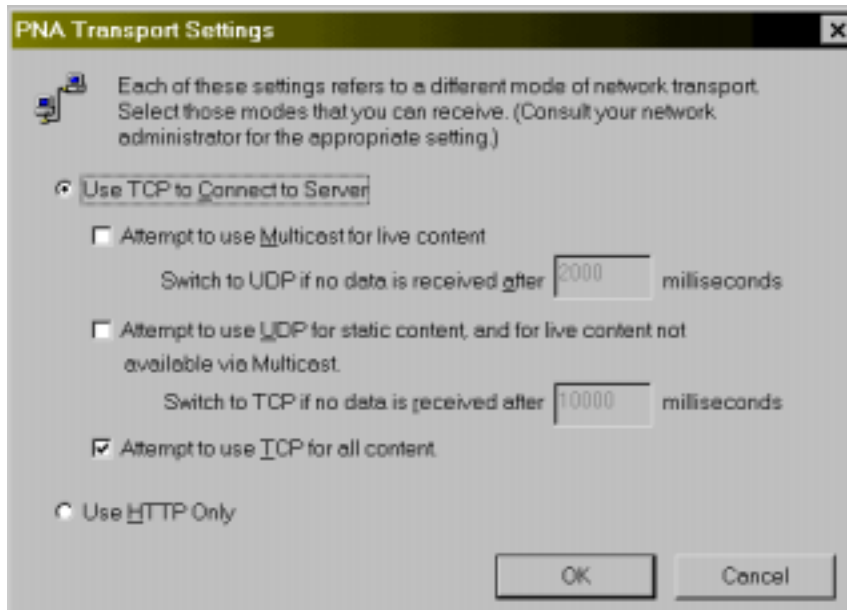 PNA Transport Settings
Each of these settings refers to a different mode of network transport.
Select those modes that you can receive. (Consult your network
administrator for the appropriate setting.)
Use TCP to Connect to Server
Attempt to use Multicast for live content
Switch to UDP if no data is received after 2000 milliseconds
Attempt to use UDP for static content, and for live content not
available via Multicast.
Switch to TCP if no data is received after 10000 milliseconds
Attempt to use TCP for all content.
Use HTTP Only
OK Cancel